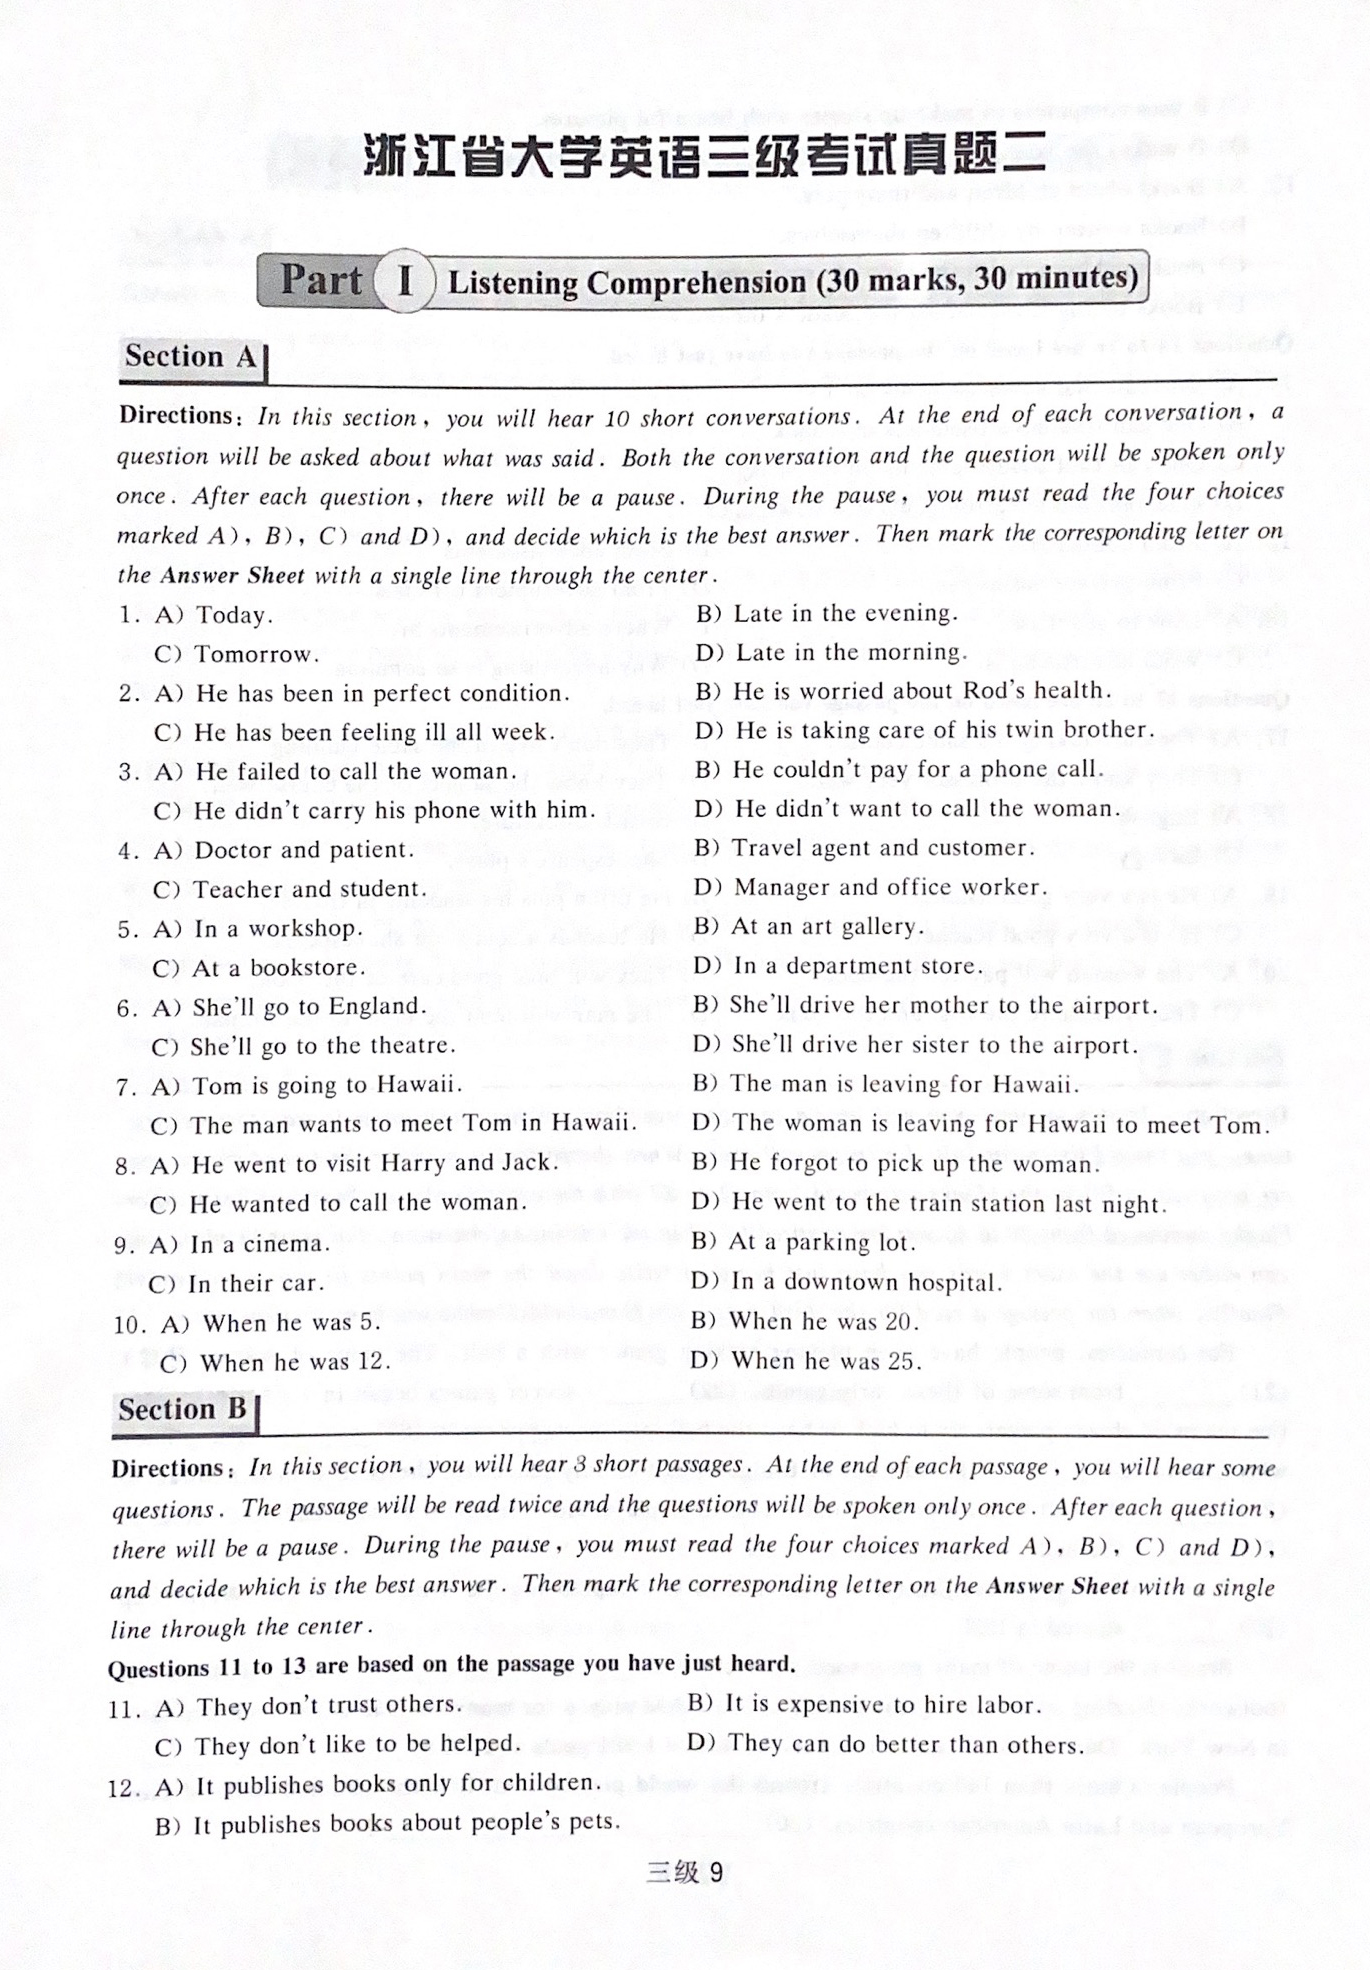 浙江省大学英语三级考试真题二
Part I Listening Comprehension (30 marks, 30 minutes)
Section A
Directions: In this section, you will hear 10 short conversations. At the end of each conversation, a
question will be asked about what was said. Both the conversation and the question will be spoken only
once. After each question, there will be a pause. During the pause, you must read the four choices
marked A), B), C) and D), and decide which is the best answer. Then mark the corresponding letter on
the Answer Sheet with a single line through the center.
1. A) Today. B) Late in the evening.
C) Tomorrow. D) Late in the morning.
2. A) He has been in perfect condition. B) He is worried about Rod's health.
C) He has been feeling ill all week. D) He is taking care of his twin brother.
3. A) He failed to call the woman. B) He couldn't pay for a phone call.
C) He didn't carry his phone with him. D) He didn't want to call the woman.
4. A) Doctor and patient. B) Travel agent and customer.
C) Teacher and student. D) Manager and office worker.
5. A) In a workshop. B) At an art gallery.
C) At a bookstore. D) In a department store.
6. A) She'll go to England. B) She'll drive her mother to the airport.
C) She'll go to the theatre. D) She'll drive her sister to the airport.
7. A) Tom is going to Hawaii. B) The man is leaving for Hawaii.
C) The man wants to meet Tom in Hawaii. D) The woman is leaving for Hawaii to meet Tom.
8. A) He went to visit Harry and Jack. B) He forgot to pick up the woman.
C) He wanted to call the woman. D) He went to the train station last night.
9. A) In a cinema. B) At a parking lot.
C) In their car. D) In a downtown hospital.
10. A) When he was 5. B) When he was 20.
C) When he was 12. D) When he was 25.
Section B
Directions: In this section, you will hear 3 short passages. At the end of each passage, you will hear some
questions. The passage will be read twice and the questions will be spoken only once. After each question,
there will be a pause. During the pause, you must read the four choices marked A), B), C) and D),
and decide which is the best answer. Then mark the corresponding letter on the Answer Sheet with a single
line through the center.
Questions 11 to 13 are based on the passage you have just heard.
11. A) They don't trust others. B) It is expensive to hire labor.
C) They don't like to be helped. D) They can do better than others.
12. A) It publishes books only for children.
B) It publishes books about people's pets.
三级 9